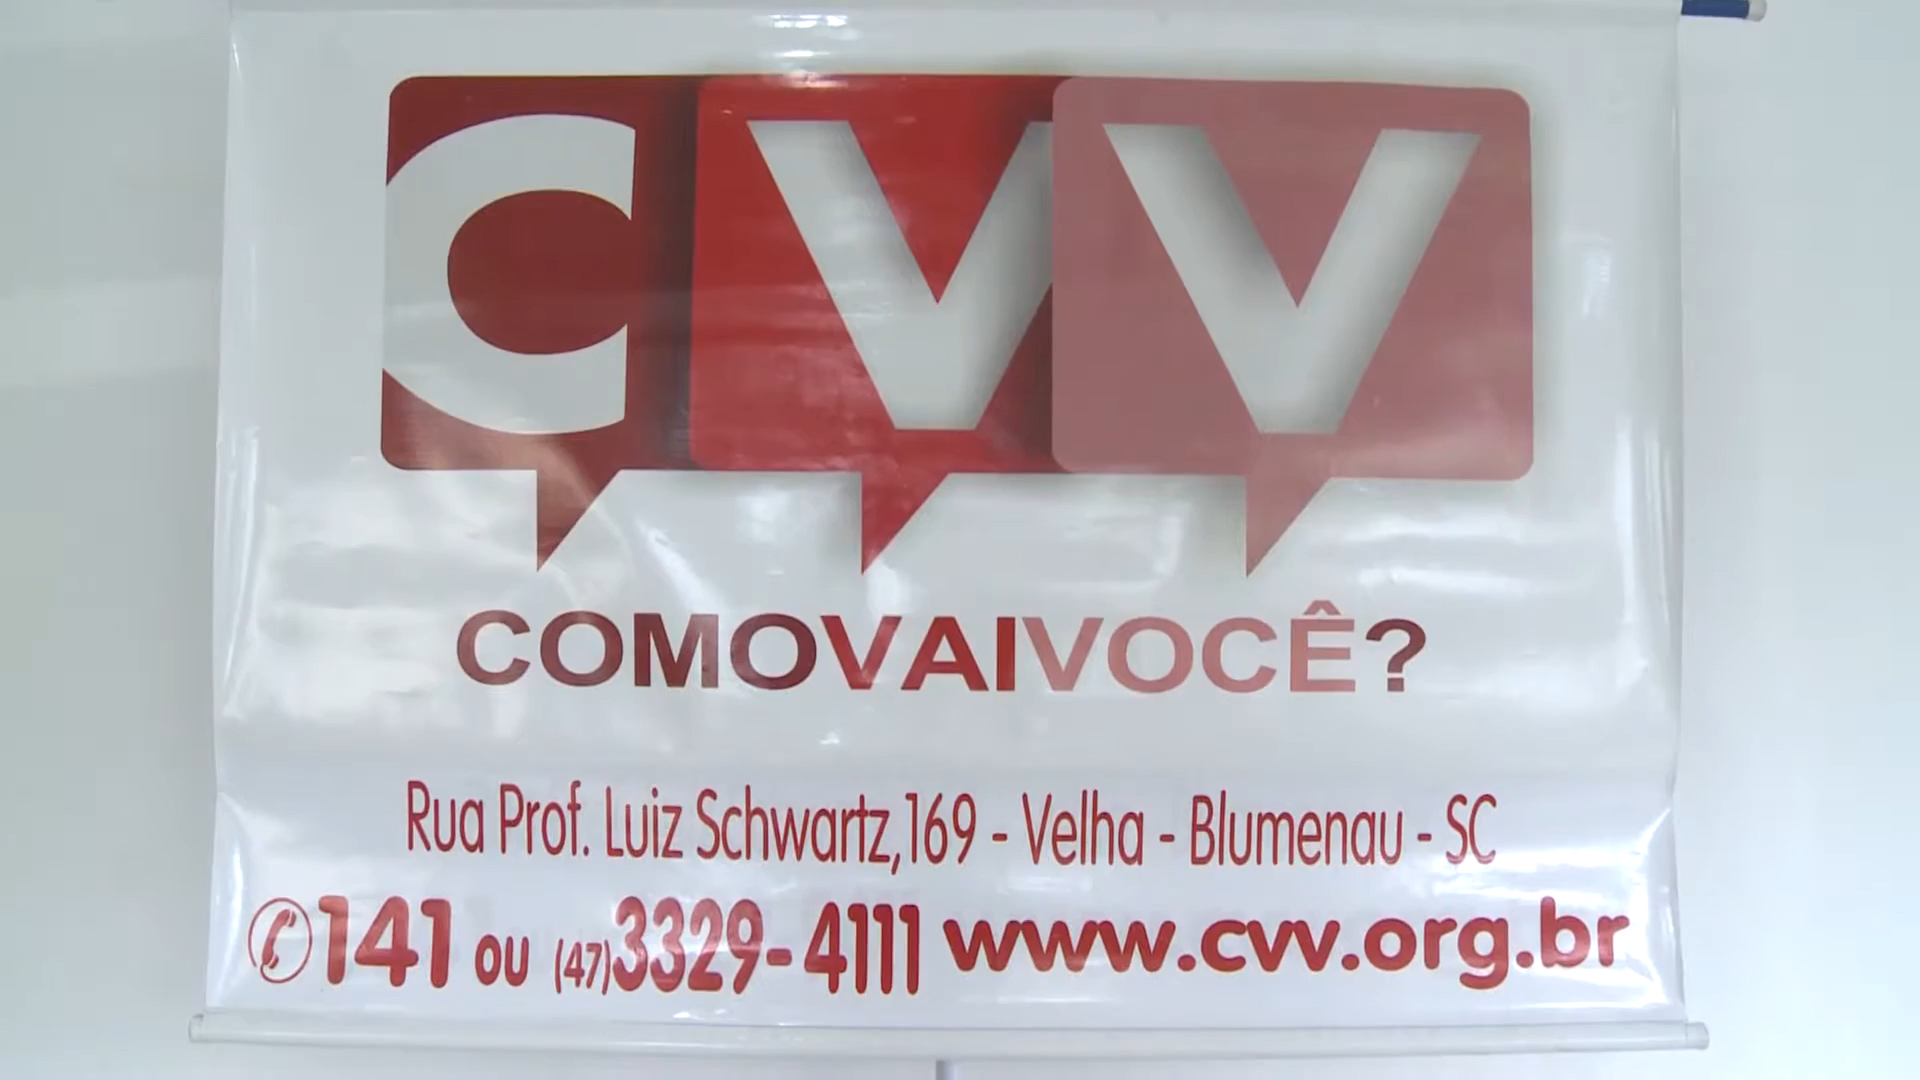 CVV
COMOVAIVOCÊ?
Rua Prof. Luiz Schwartz,169 - Velha - Blumenau - SC
141 ou (47)3329-4111 www.cvv.org.br